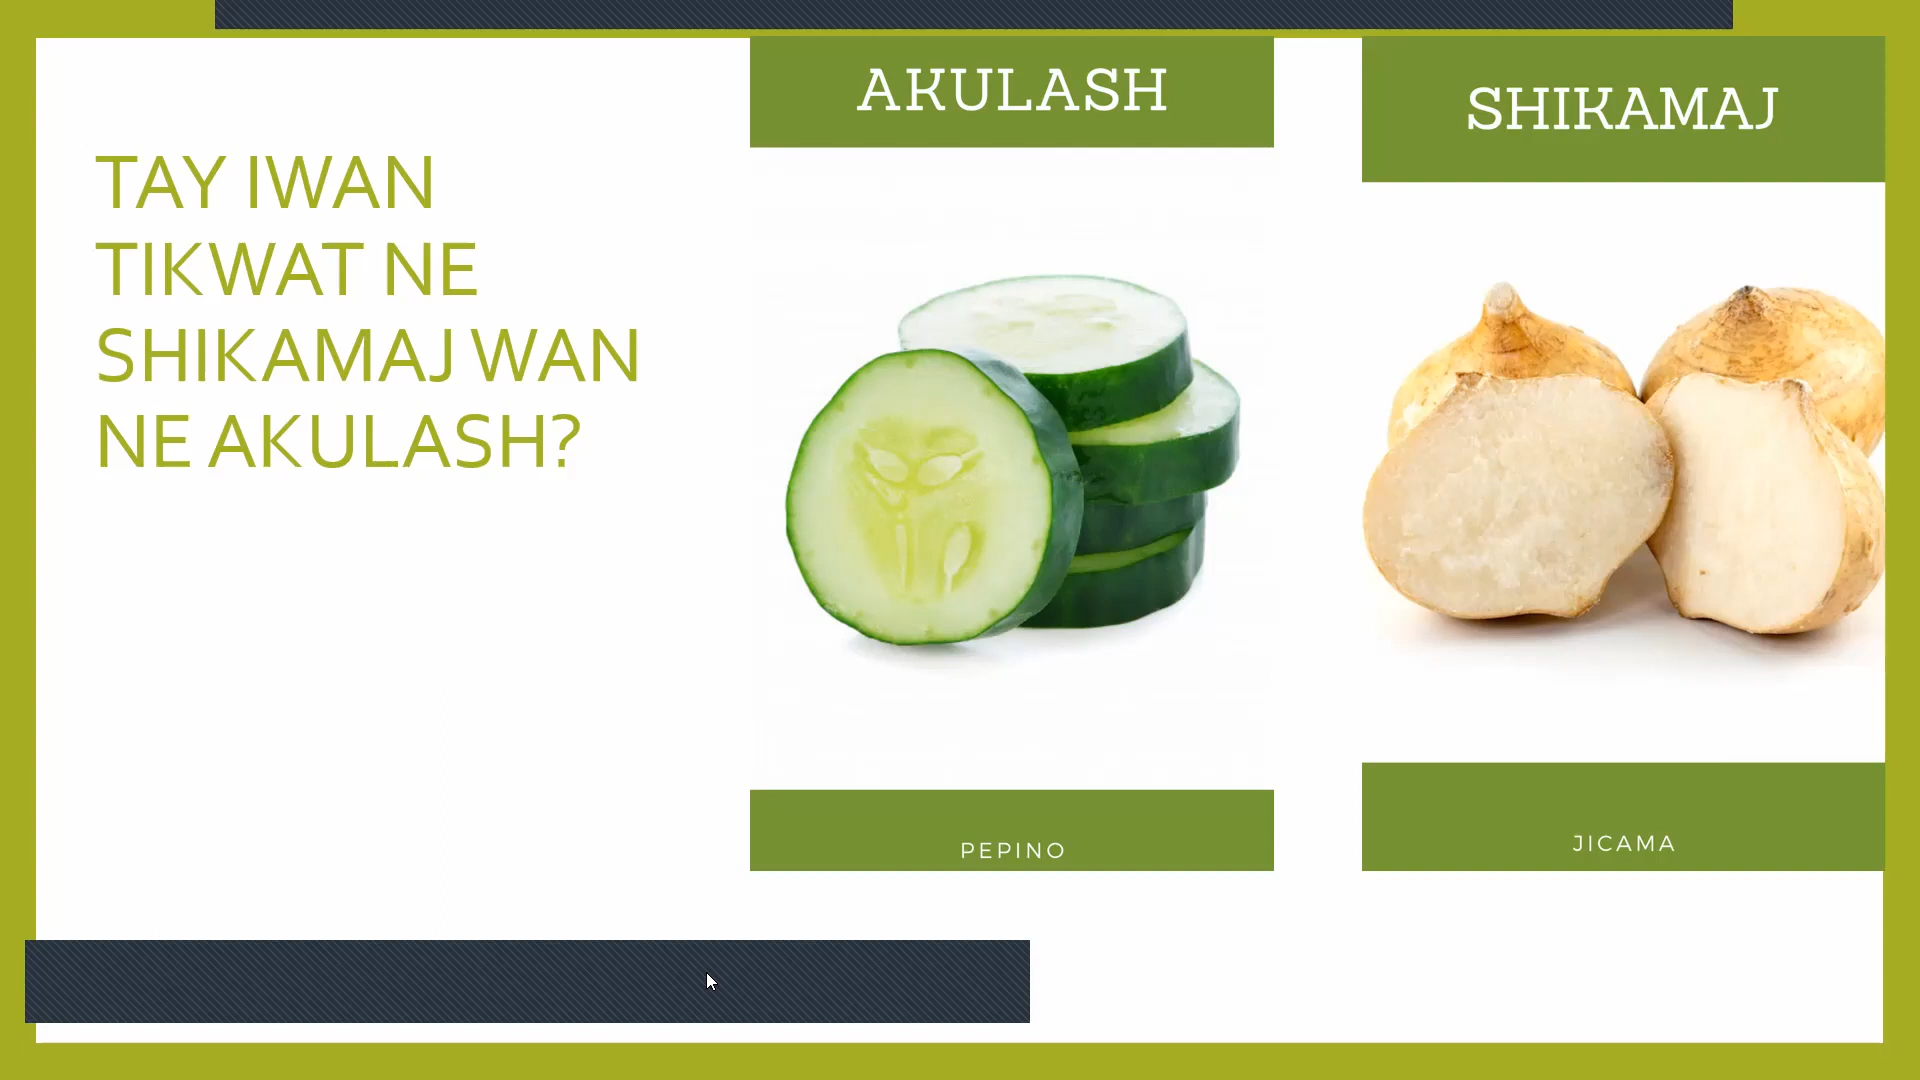 TAY IWAN
TIKWAT NE
SHIKAMAJ WAN
NE AKULASH?
AKULASH
PEPINO
SHIKAMAJ
JICAMA